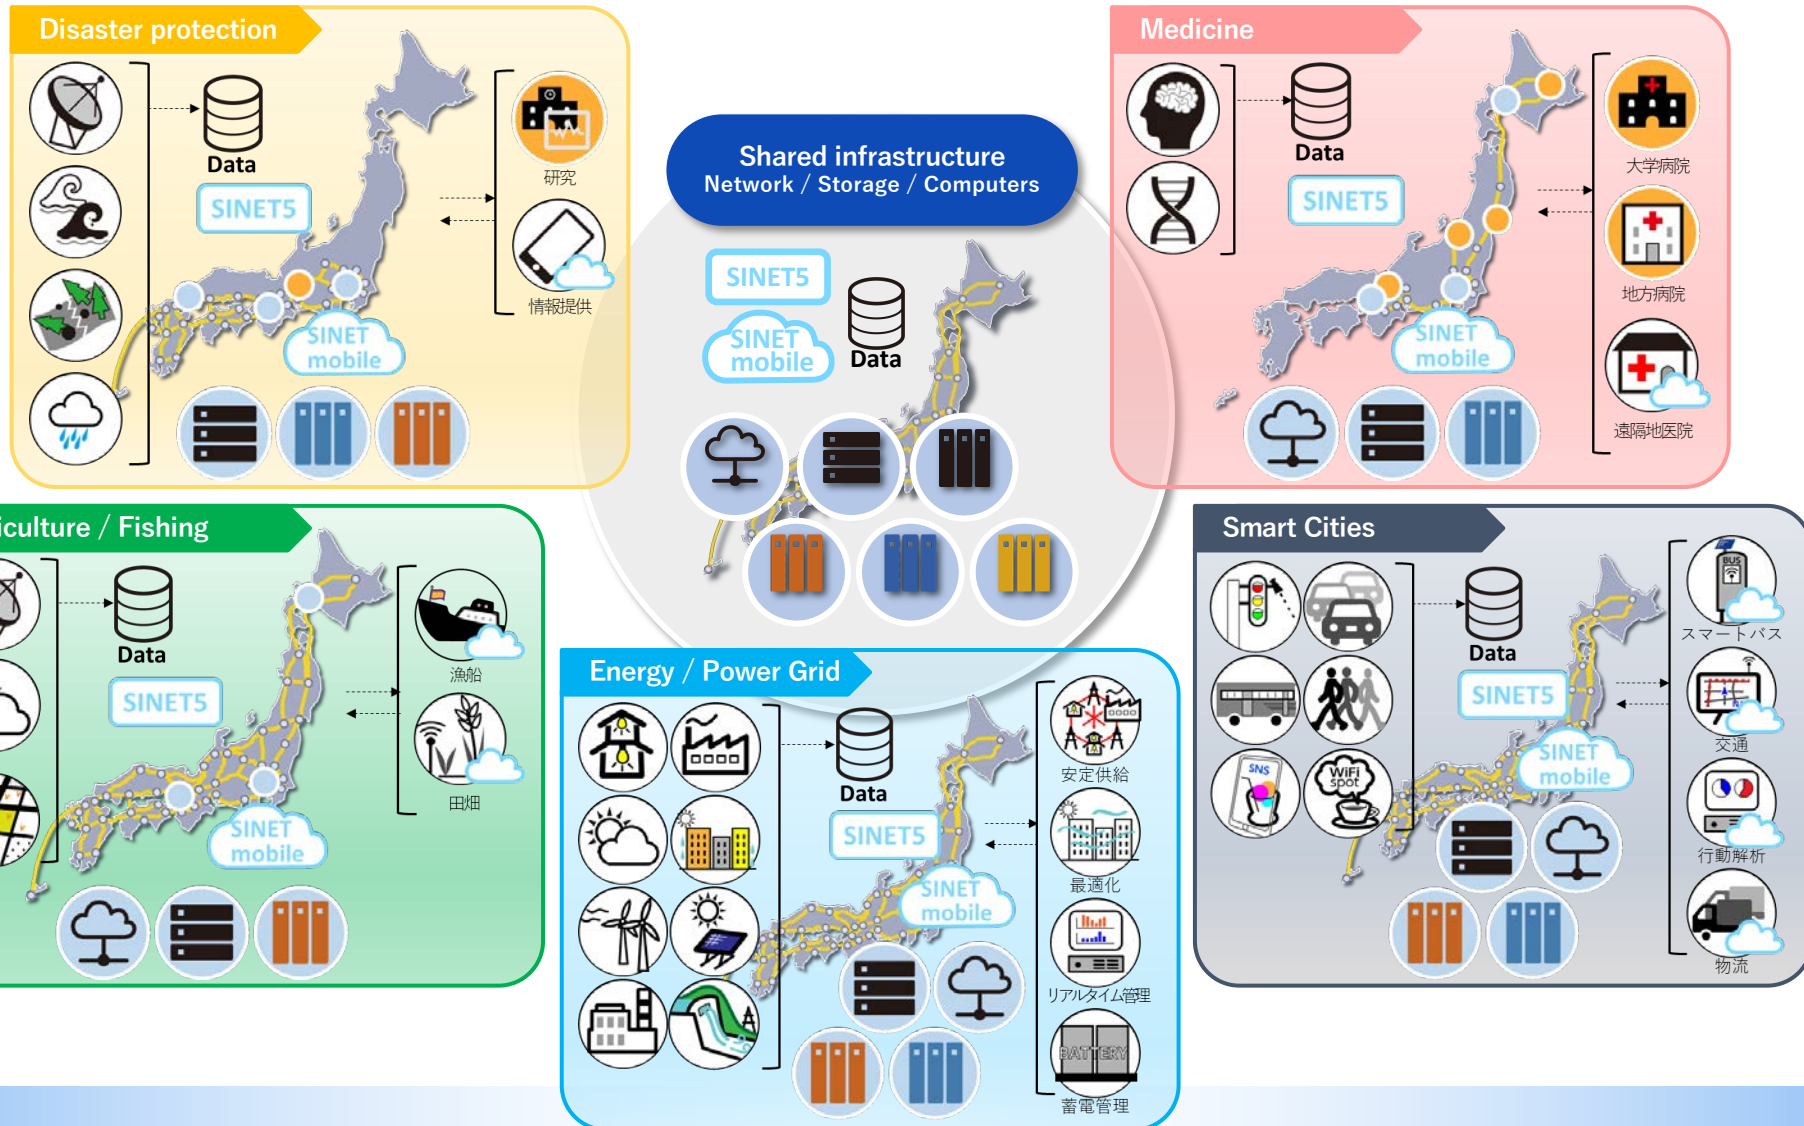 Disaster protection
Data
SINET5
SINET
mobile
研究
情報提供
Shared infrastructure
Network / Storage / Computers
SINET5
SINET
mobile
Data
Medicine
Data
SINET5
SINET
mobile
大学病院
地方病院
遠隔地医院
iculture / Fishing
Data
SINET5
SINET
mobile
漁船
田畑
Energy / Power Grid
Data
SINET5
SINET
mobile
安定供給
最適化
リアルタイム管理
BATTERY
蓄電管理
Smart Cities
SNS
WiFi
spot
Data
SINET5
SINET
mobile
BUS
スマートバス
交通
行動解析
物流